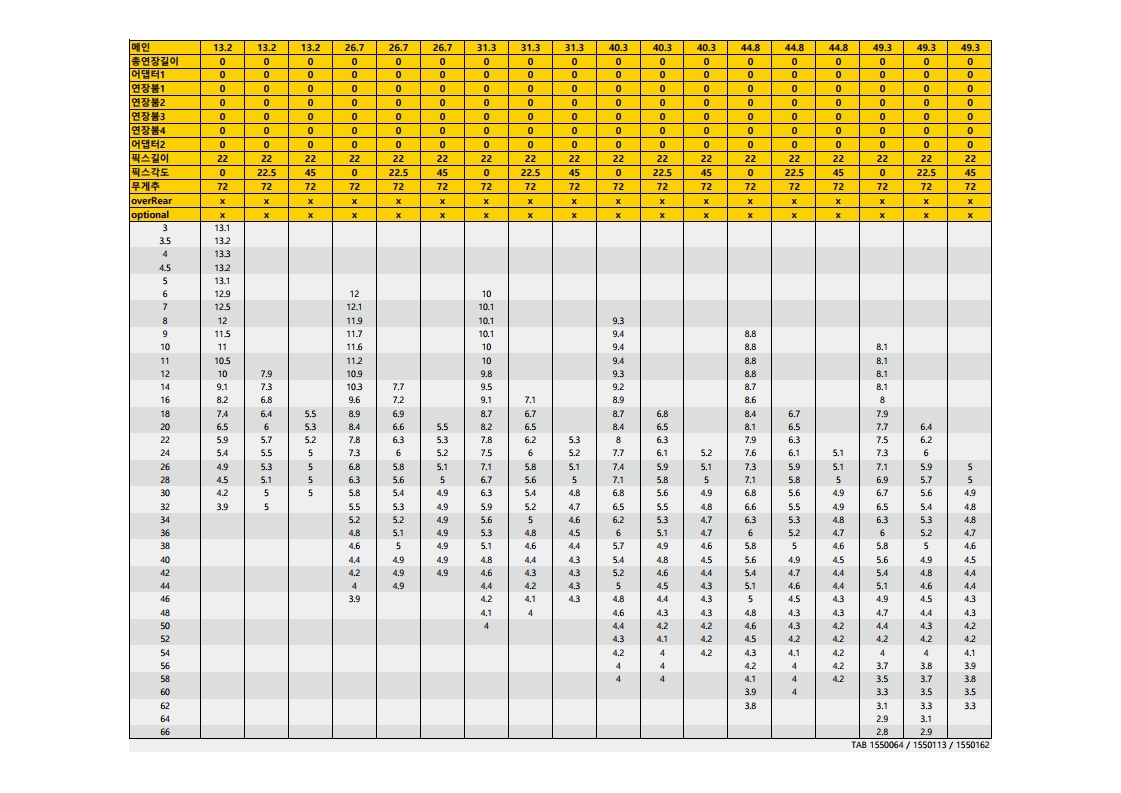 메인 13.2 13.2 13.2 26.7 26.7 26.7 31.3 31.3 31.3 40.3 40.3 40.3 44.8 44.8 44.8 49.3 49.3 49.3
총연장길이 0 0 0 0 0 0 0 0 0 0 0 0 0 0 0 0 0 0
어댑터1 0 0 0 0 0 0 0 0 0 0 0 0 0 0 0 0 0 0
연장붐1 0 0 0 0 0 0 0 0 0 0 0 0 0 0 0 0 0 0
연장붐2 0 0 0 0 0 0 0 0 0 0 0 0 0 0 0 0 0 0
연장붐3 0 0 0 0 0 0 0 0 0 0 0 0 0 0 0 0 0 0
연장붐4 0 0 0 0 0 0 0 0 0 0 0 0 0 0 0 0 0 0
어댑터2 0 0 0 0 0 0 0 0 0 0 0 0 0 0 0 0 0 0
픽스길이 22 22 22 22 22 22 22 22 22 22 22 22 22 22 22 22 22 22
픽스각도 0 22.5 45 0 22.5 45 0 22.5 45 0 22.5 45 0 22.5 45 0 22.5 45
무게추 72 72 72 72 72 72 72 72 72 72 72 72 72 72 72 72 72 72
overRear x x x x x x x x x x x x x x x x x x
optional x x x x x x x x x x x x x x x x x x
3 13.1
3.5 13.2
4 13.3
4.5 13.2
5 13.1
6 12.9 12 10
7 12.5 12.1 10.1
8 12 11.9 10.1 9.3
9 11.5 11.7 10.1 9.4 8.8
10 11 11.6 10 9.4 8.8 8.1
11 10.5 11.2 10 9.4 8.8 8.1
12 10 7.9 10.9 9.8 9.3 8.8 8.1
14 9.1 7.3 10.3 7.7 9.5 9.2 8.7 8.1
16 8.2 6.8 9.6 7.2 9.1 7.1 8.9 8.6 8
18 7.4 6.4 5.5 8.9 6.9 8.7 6.7 8.7 6.8 8.4 6.7 7.9
20 6.5 6 5.3 8.4 6.6 5.5 8.2 6.5 8.4 6.5 8.1 6.5 7.7 6.4
22 5.9 5.7 5.2 7.8 6.3 5.3 7.8 6.2 5.3 8 6.3 7.9 6.3 7.5 6.2
24 5.4 5.5 5 7.3 6 5.2 7.5 6 5.2 7.7 6.1 5.2 7.6 6.1 5.1 7.3 6
26 4.9 5.3 5 6.8 5.8 5.1 7.1 5.8 5.1 7.4 5.9 5.1 7.3 5.9 5.1 7.1 5.9 5
28 4.5 5.1 5 6.3 5.6 5 6.7 5.6 5 7.1 5.8 5 7.1 5.8 5 6.9 5.7 5
30 4.2 5 5 5.8 5.4 4.9 6.3 5.4 4.8 6.8 5.6 4.9 6.8 5.6 4.9 6.7 5.6 4.9
32 3.9 5 5.5 5.3 4.9 5.9 5.2 4.7 6.5 5.5 4.8 6.6 5.5 4.9 6.5 5.4 4.8
34 5.2 5.2 4.9 5.6 5 4.6 6.2 5.3 4.7 6.3 5.3 4.8 6.3 5.3 4.8
36 4.8 5.1 4.9 5.3 4.8 4.5 6 5.1 4.7 6 5.2 4.7 6 5.2 4.7
38 4.6 5 4.9 5.1 4.6 4.4 5.7 4.9 4.6 5.8 5 4.6 5.8 5 4.6
40 4.4 4.9 4.9 4.8 4.4 4.3 5.4 4.8 4.5 5.6 4.9 4.5 5.6 4.9 4.5
42 4.2 4.9 4.9 4.6 4.3 4.3 5.2 4.6 4.4 5.4 4.7 4.4 5.4 4.8 4.4
44 4 4.9 4.4 4.2 4.3 5 4.5 4.3 5.1 4.6 4.4 5.1 4.6 4.4
46 3.9 4.2 4.1 4.3 4.8 4.4 4.3 5 4.5 4.3 4.9 4.5 4.3
48 4.1 4 4.6 4.3 4.3 4.8 4.3 4.3 4.7 4.4 4.3
50 4 4.4 4.2 4.2 4.6 4.3 4.2 4.4 4.3 4.2
52 4.3 4.1 4.2 4.5 4.2 4.2 4.2 4.2 4.2
54 4.2 4 4.2 4.3 4.1 4.2 4 4 4.1
56 4 4 4.2 4 4.2 3.7 3.8 3.9
58 4 4 4.1 4 4.2 3.5 3.7 3.8
60 3.9 4 3.3 3.5 3.5
62 3.8 3.1 3.3 3.3
64 2.9 3.1
66 2.8 2.9
TAB 1550064 / 1550113 / 1550162